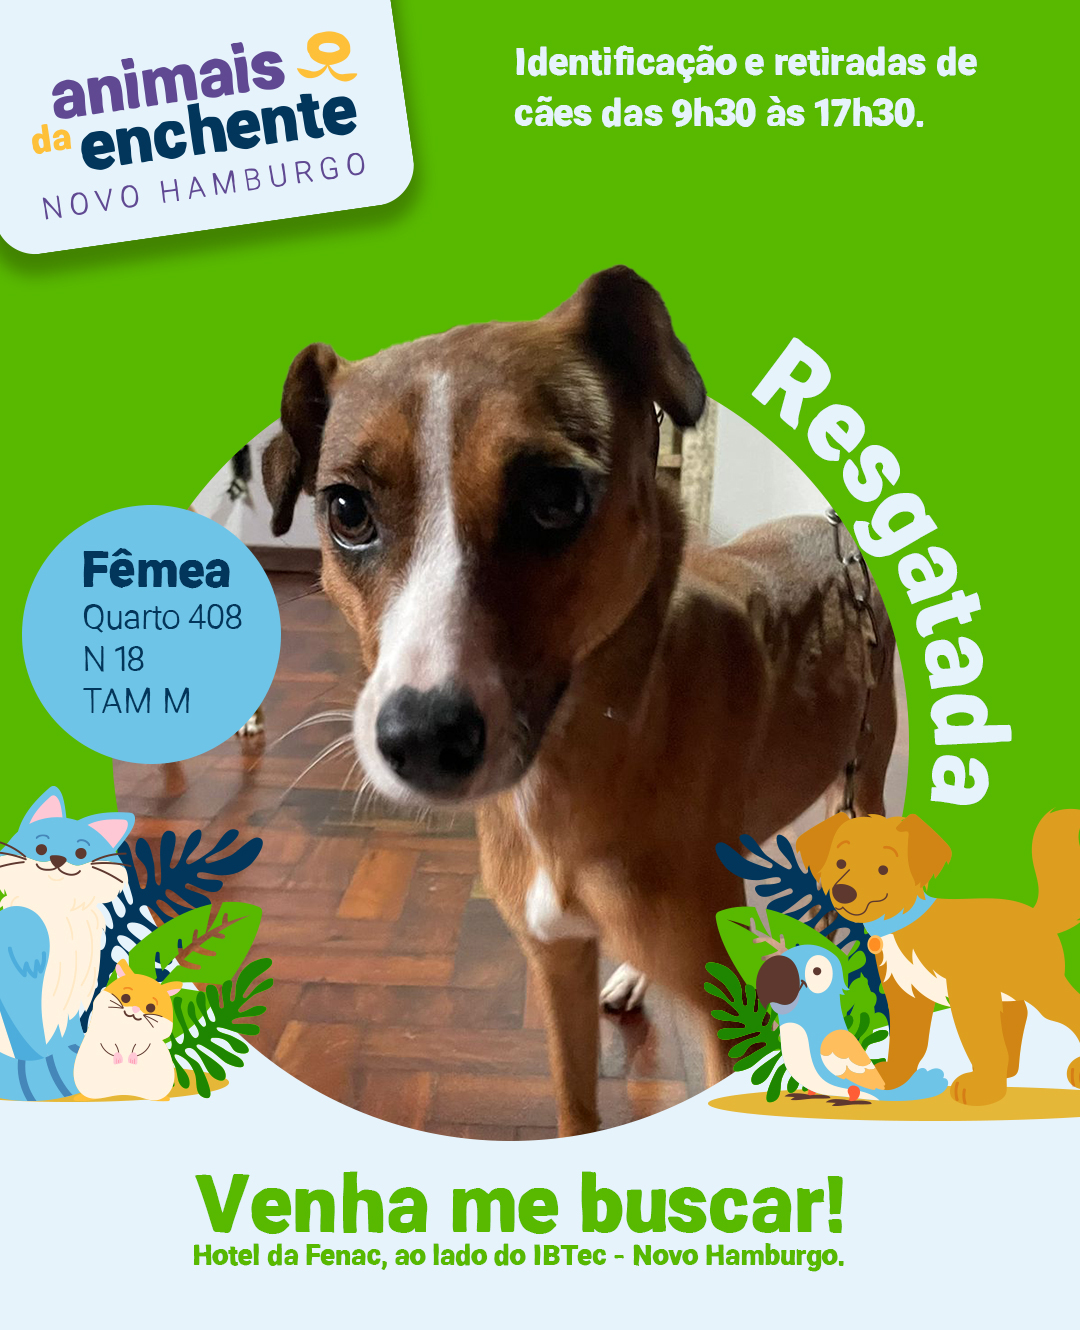 animais
da enchente
NOVO HAMBURGO
Identificação e retiradas de
cães das 9h30 às 17h30.
Resgatada
Fêmea
Quarto 408
N 18
TAM M
Venha me buscar!
Hotel da Fenac, ao lado do IBTec - Novo Hamburgo.